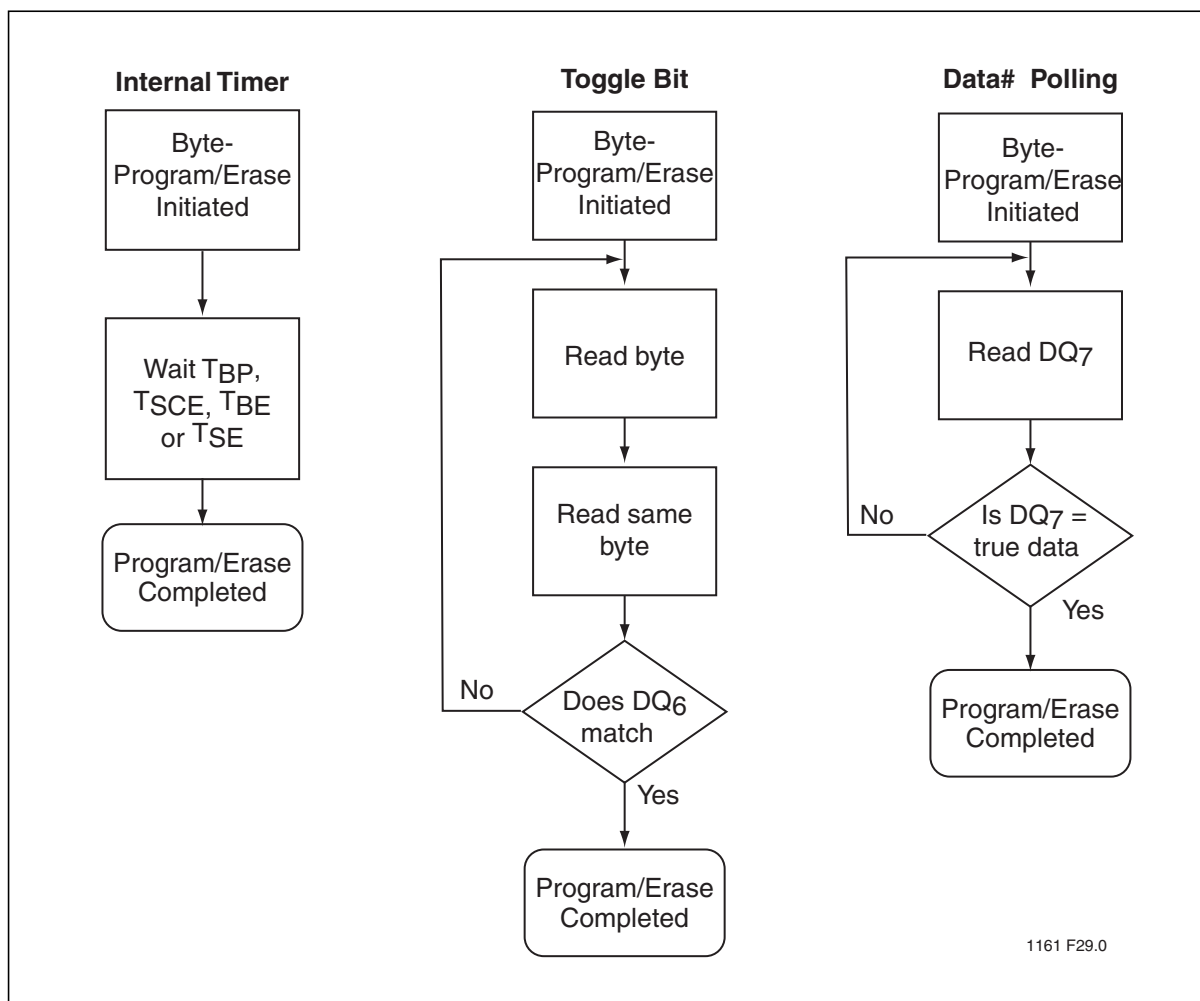 Internal Timer
Byte-
Program/Erase
Initiated
Wait TBP,
TSCE, TBE
or TSE
Program/Erase
Completed
Toggle Bit
Byte-
Program/Erase
Initiated
Read byte
Read same
byte
No
Does DQ6
match
Yes
Program/Erase
Completed
Data# Polling
Byte-
Program/Erase
Initiated
Read DQ7
No
Is DQ7 =
true data
Yes
Program/Erase
Completed
1161 F29.0